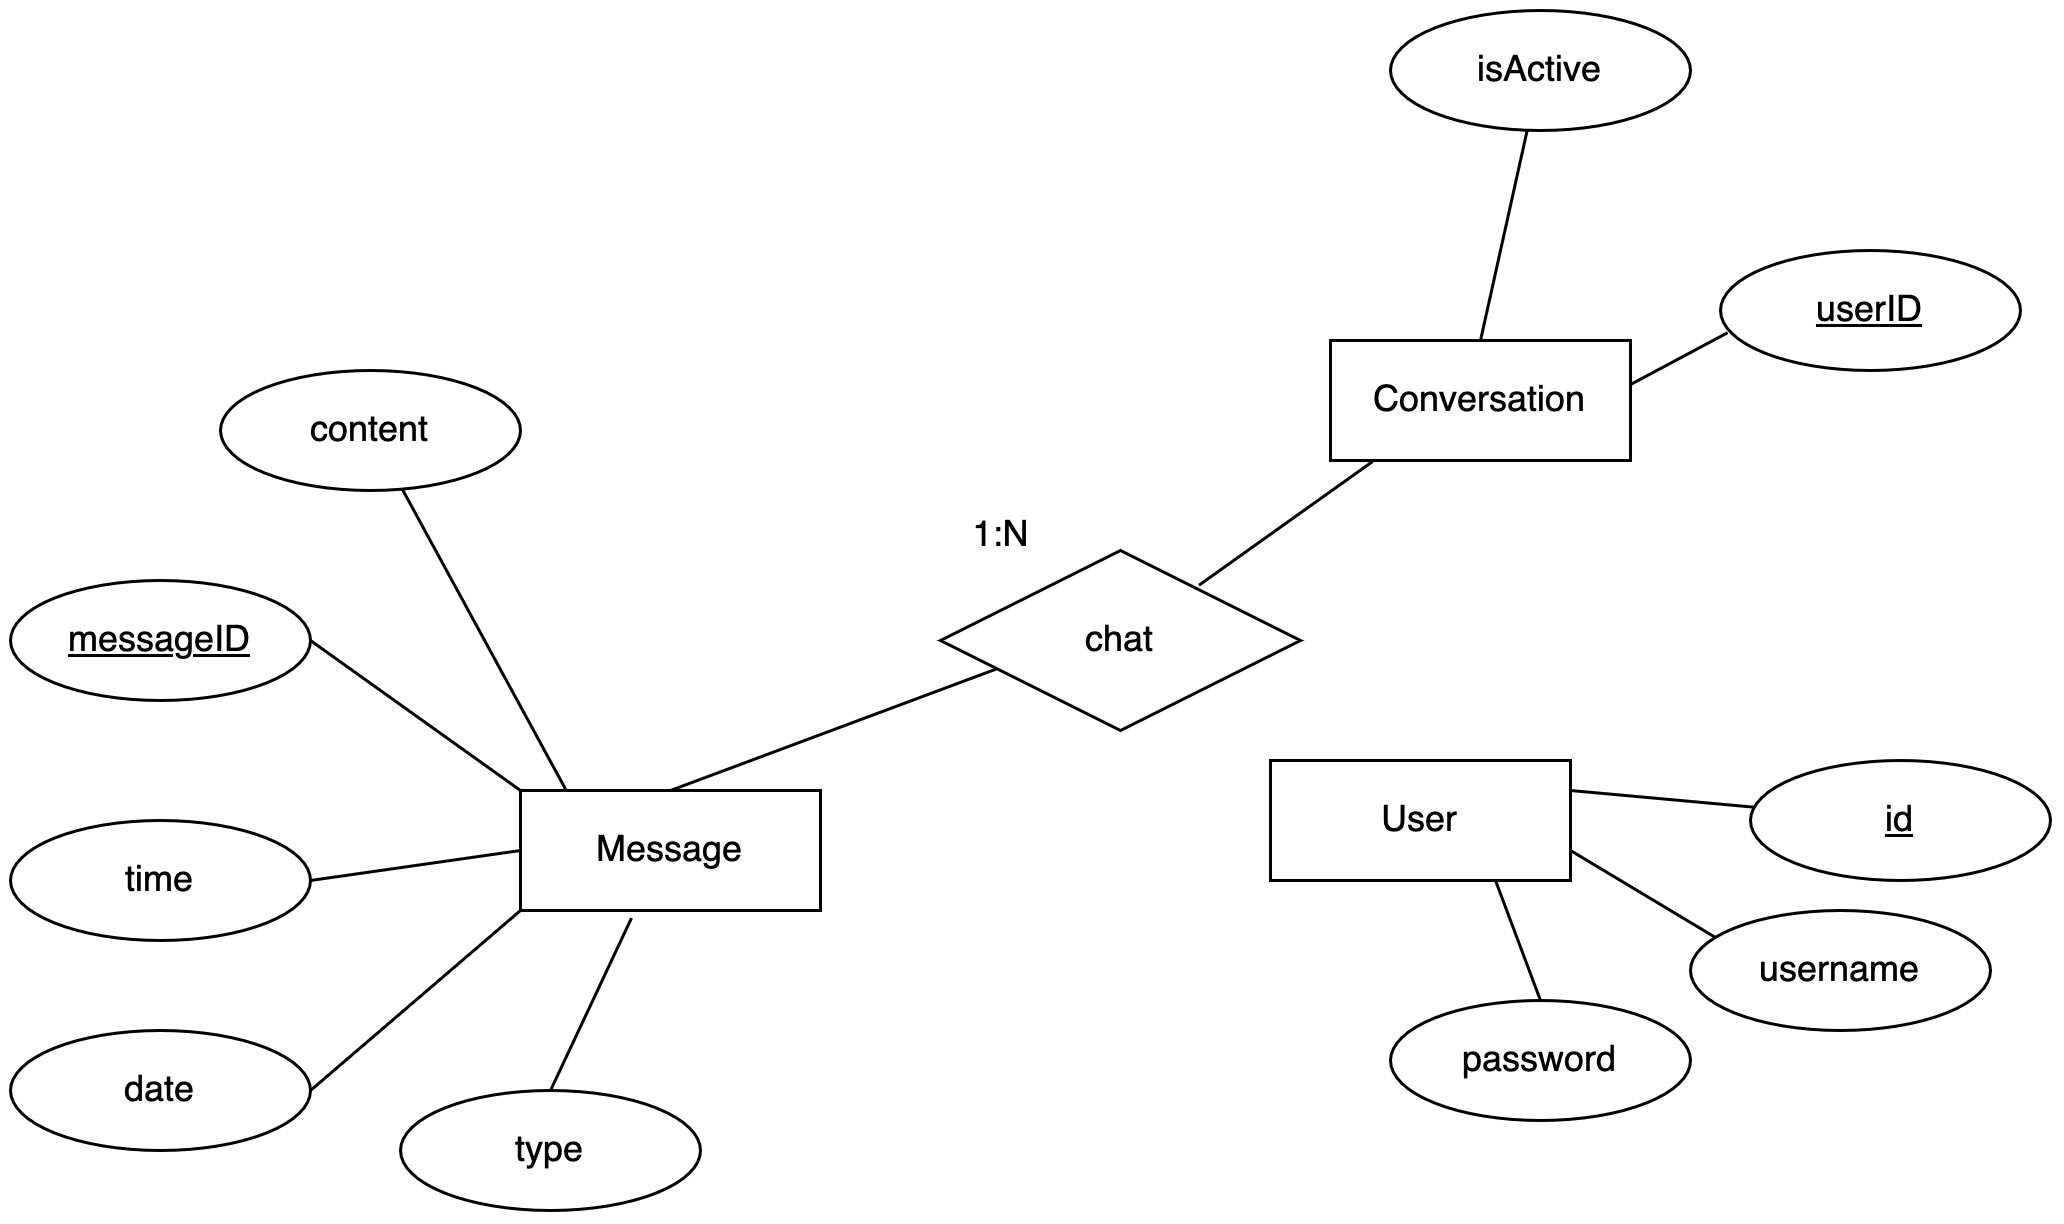 isActive
userID
Conversation
content
1:N
messageID
chat
Message
User
id
time
username
password
date
type